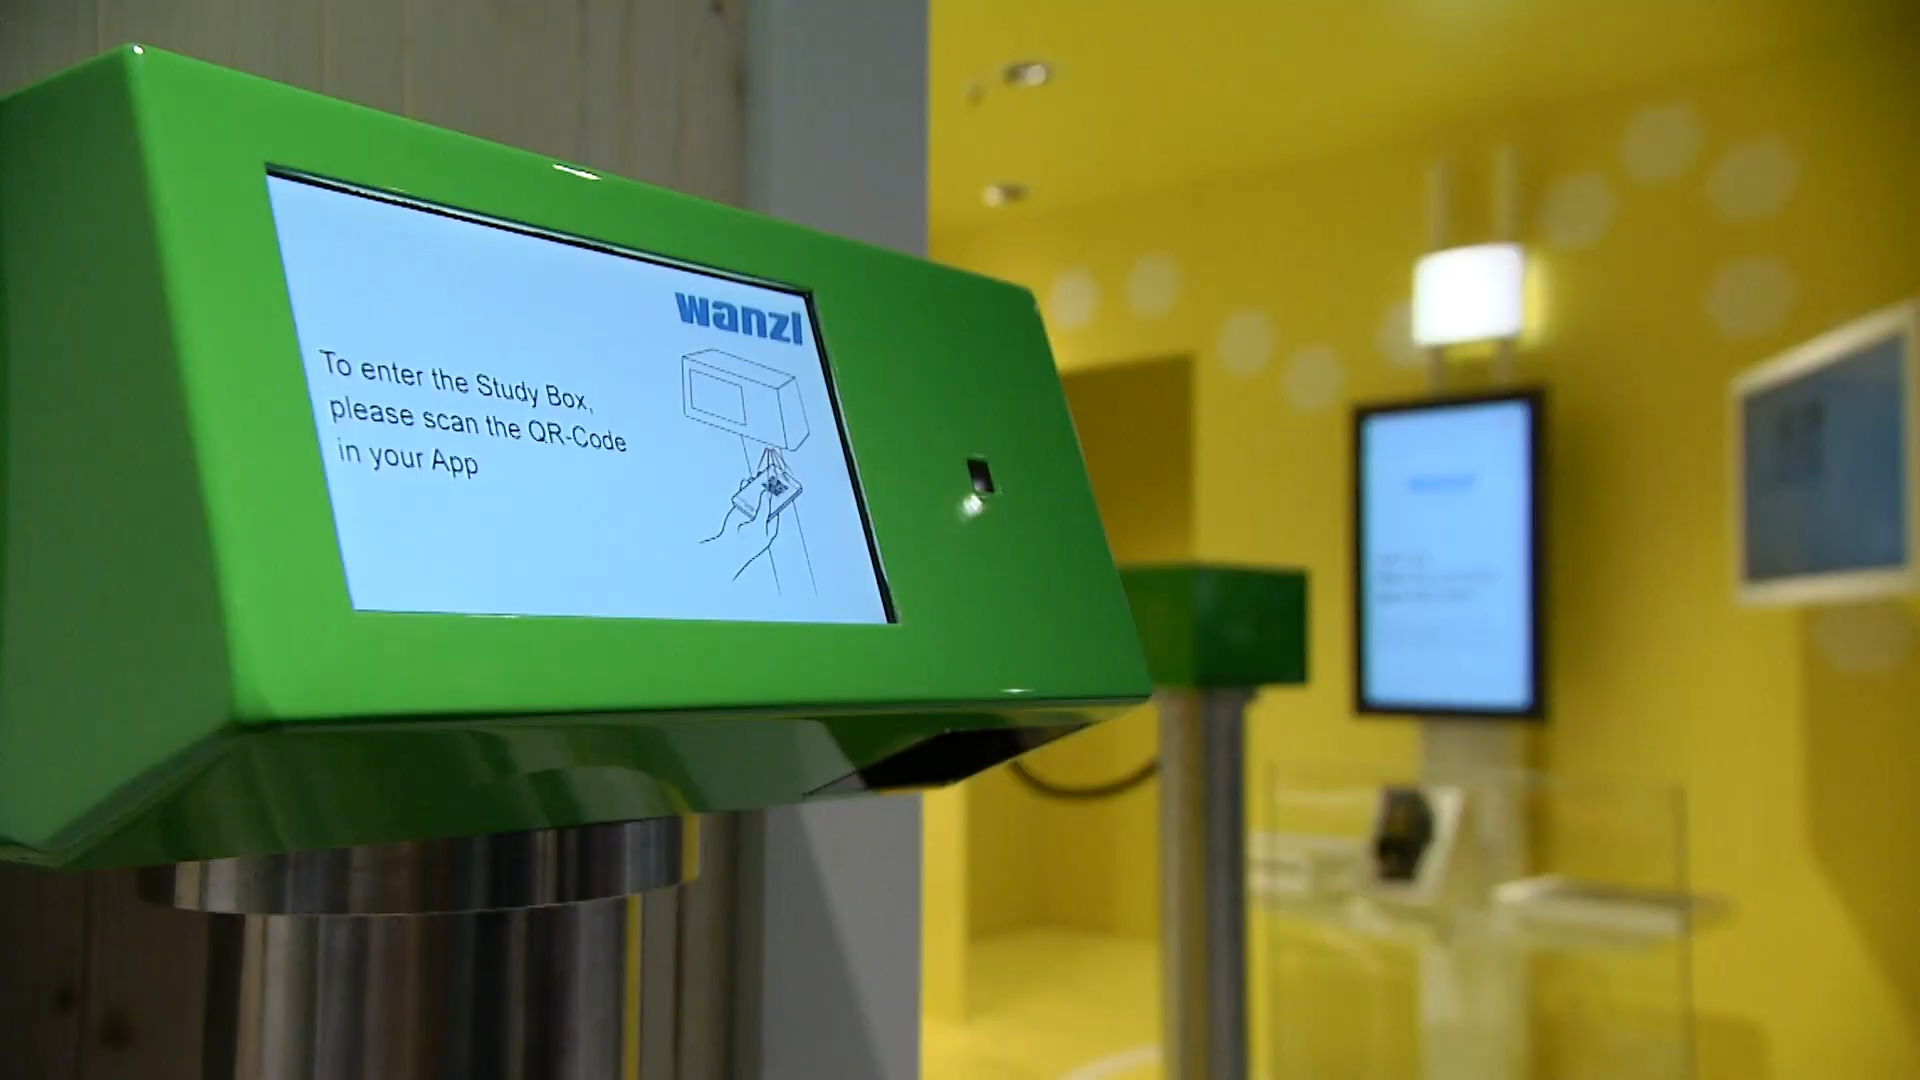 wanzl
To enter the Study Box,
please scan the QR-Code
in your App